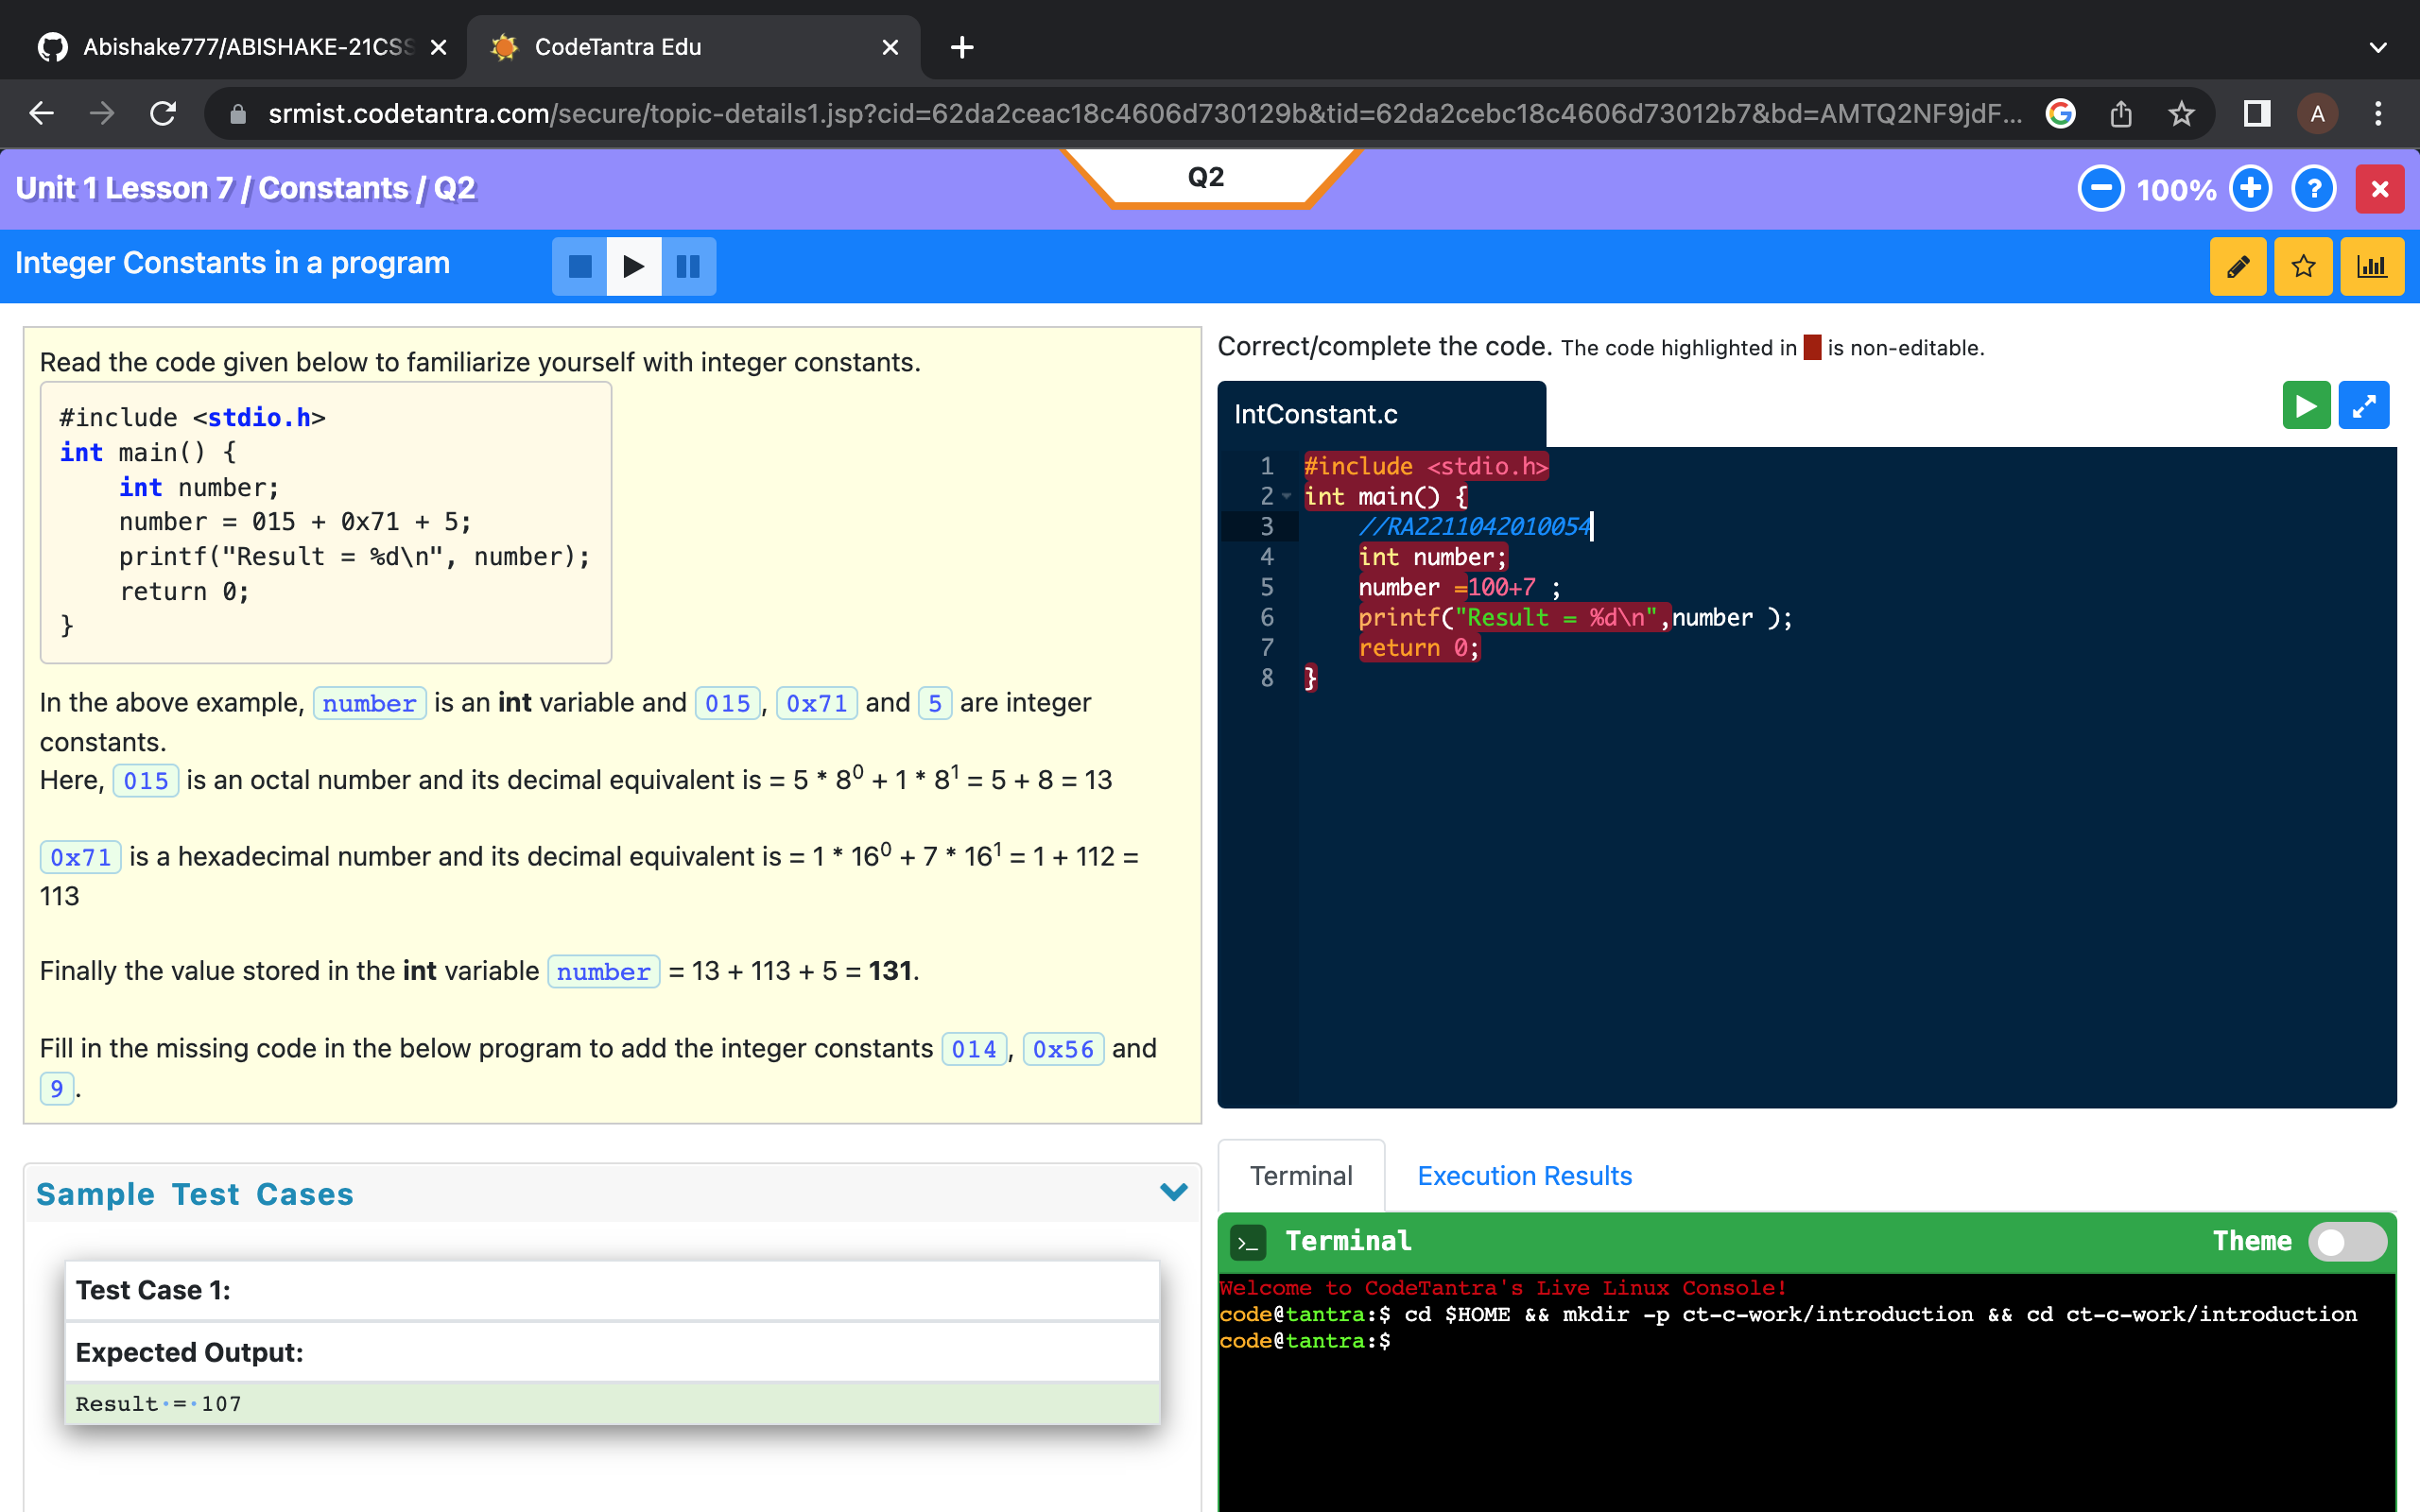 Abishake777/ABISHAKE-21CSS
CodeTantra Edu
srmist.codetantra.com/secure/topic-details1.jsp?cid=62da2ceac18c4606d730129b&tid=62da2cebc18c4606d73012b7&bd=AMTQ2NF9jdF...
A
Unit 1 Lesson 7 / Constants / Q2
Q2
100%
Integer Constants in a program
Read the code given below to familiarize yourself with integer constants.
#include <stdio.h>
int main() {
    int number;
    number = 015 + 0x71 + 5;
    printf("Result = %d\n", number);
    return 0;
}
In the above example, number is an int variable and 015, 0x71 and 5 are integer
constants.
Here, 015 is an octal number and its decimal equivalent is = 5 * 8⁰ + 1 * 8¹ = 5 + 8 = 13
0x71 is a hexadecimal number and its decimal equivalent is = 1 * 16⁰ + 7 * 16¹ = 1 + 112 =
113
Finally the value stored in the int variable number = 13 + 113 + 5 = 131.
Fill in the missing code in the below program to add the integer constants 014, 0x56 and
9.
Sample Test Cases
Test Case 1:
Expected Output:
Result·=·107
Correct/complete the code. The code highlighted in is non-editable.
IntConstant.c
1 #include <stdio.h>
2 int main() {
3     //RA2211042010054
4     int number;
5     number =100+7 ;
6     printf("Result = %d\n",number );
7     return 0;
8 }
Terminal
Execution Results
>_ Terminal
Theme
Welcome to CodeTantra's Live Linux Console!
code@tantra:$ cd $HOME && mkdir -p ct-c-work/introduction && cd ct-c-work/introduction
code@tantra:$